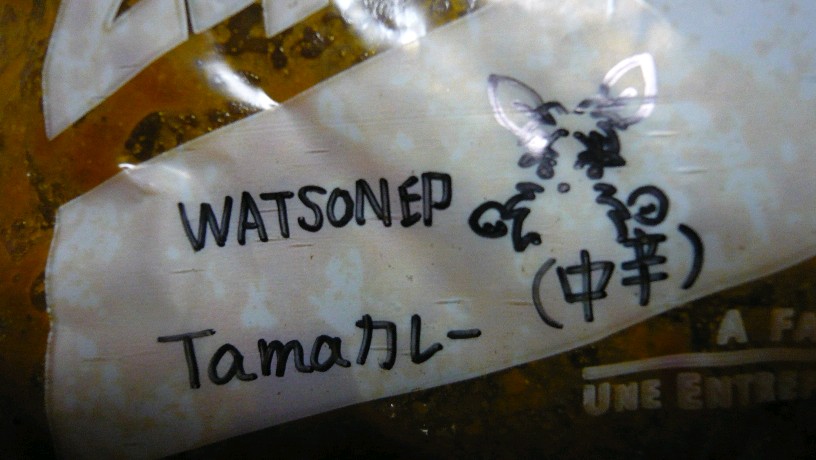 WATSONEP
(中辛)
Tamaカレー
A FA
UNE ENTRE